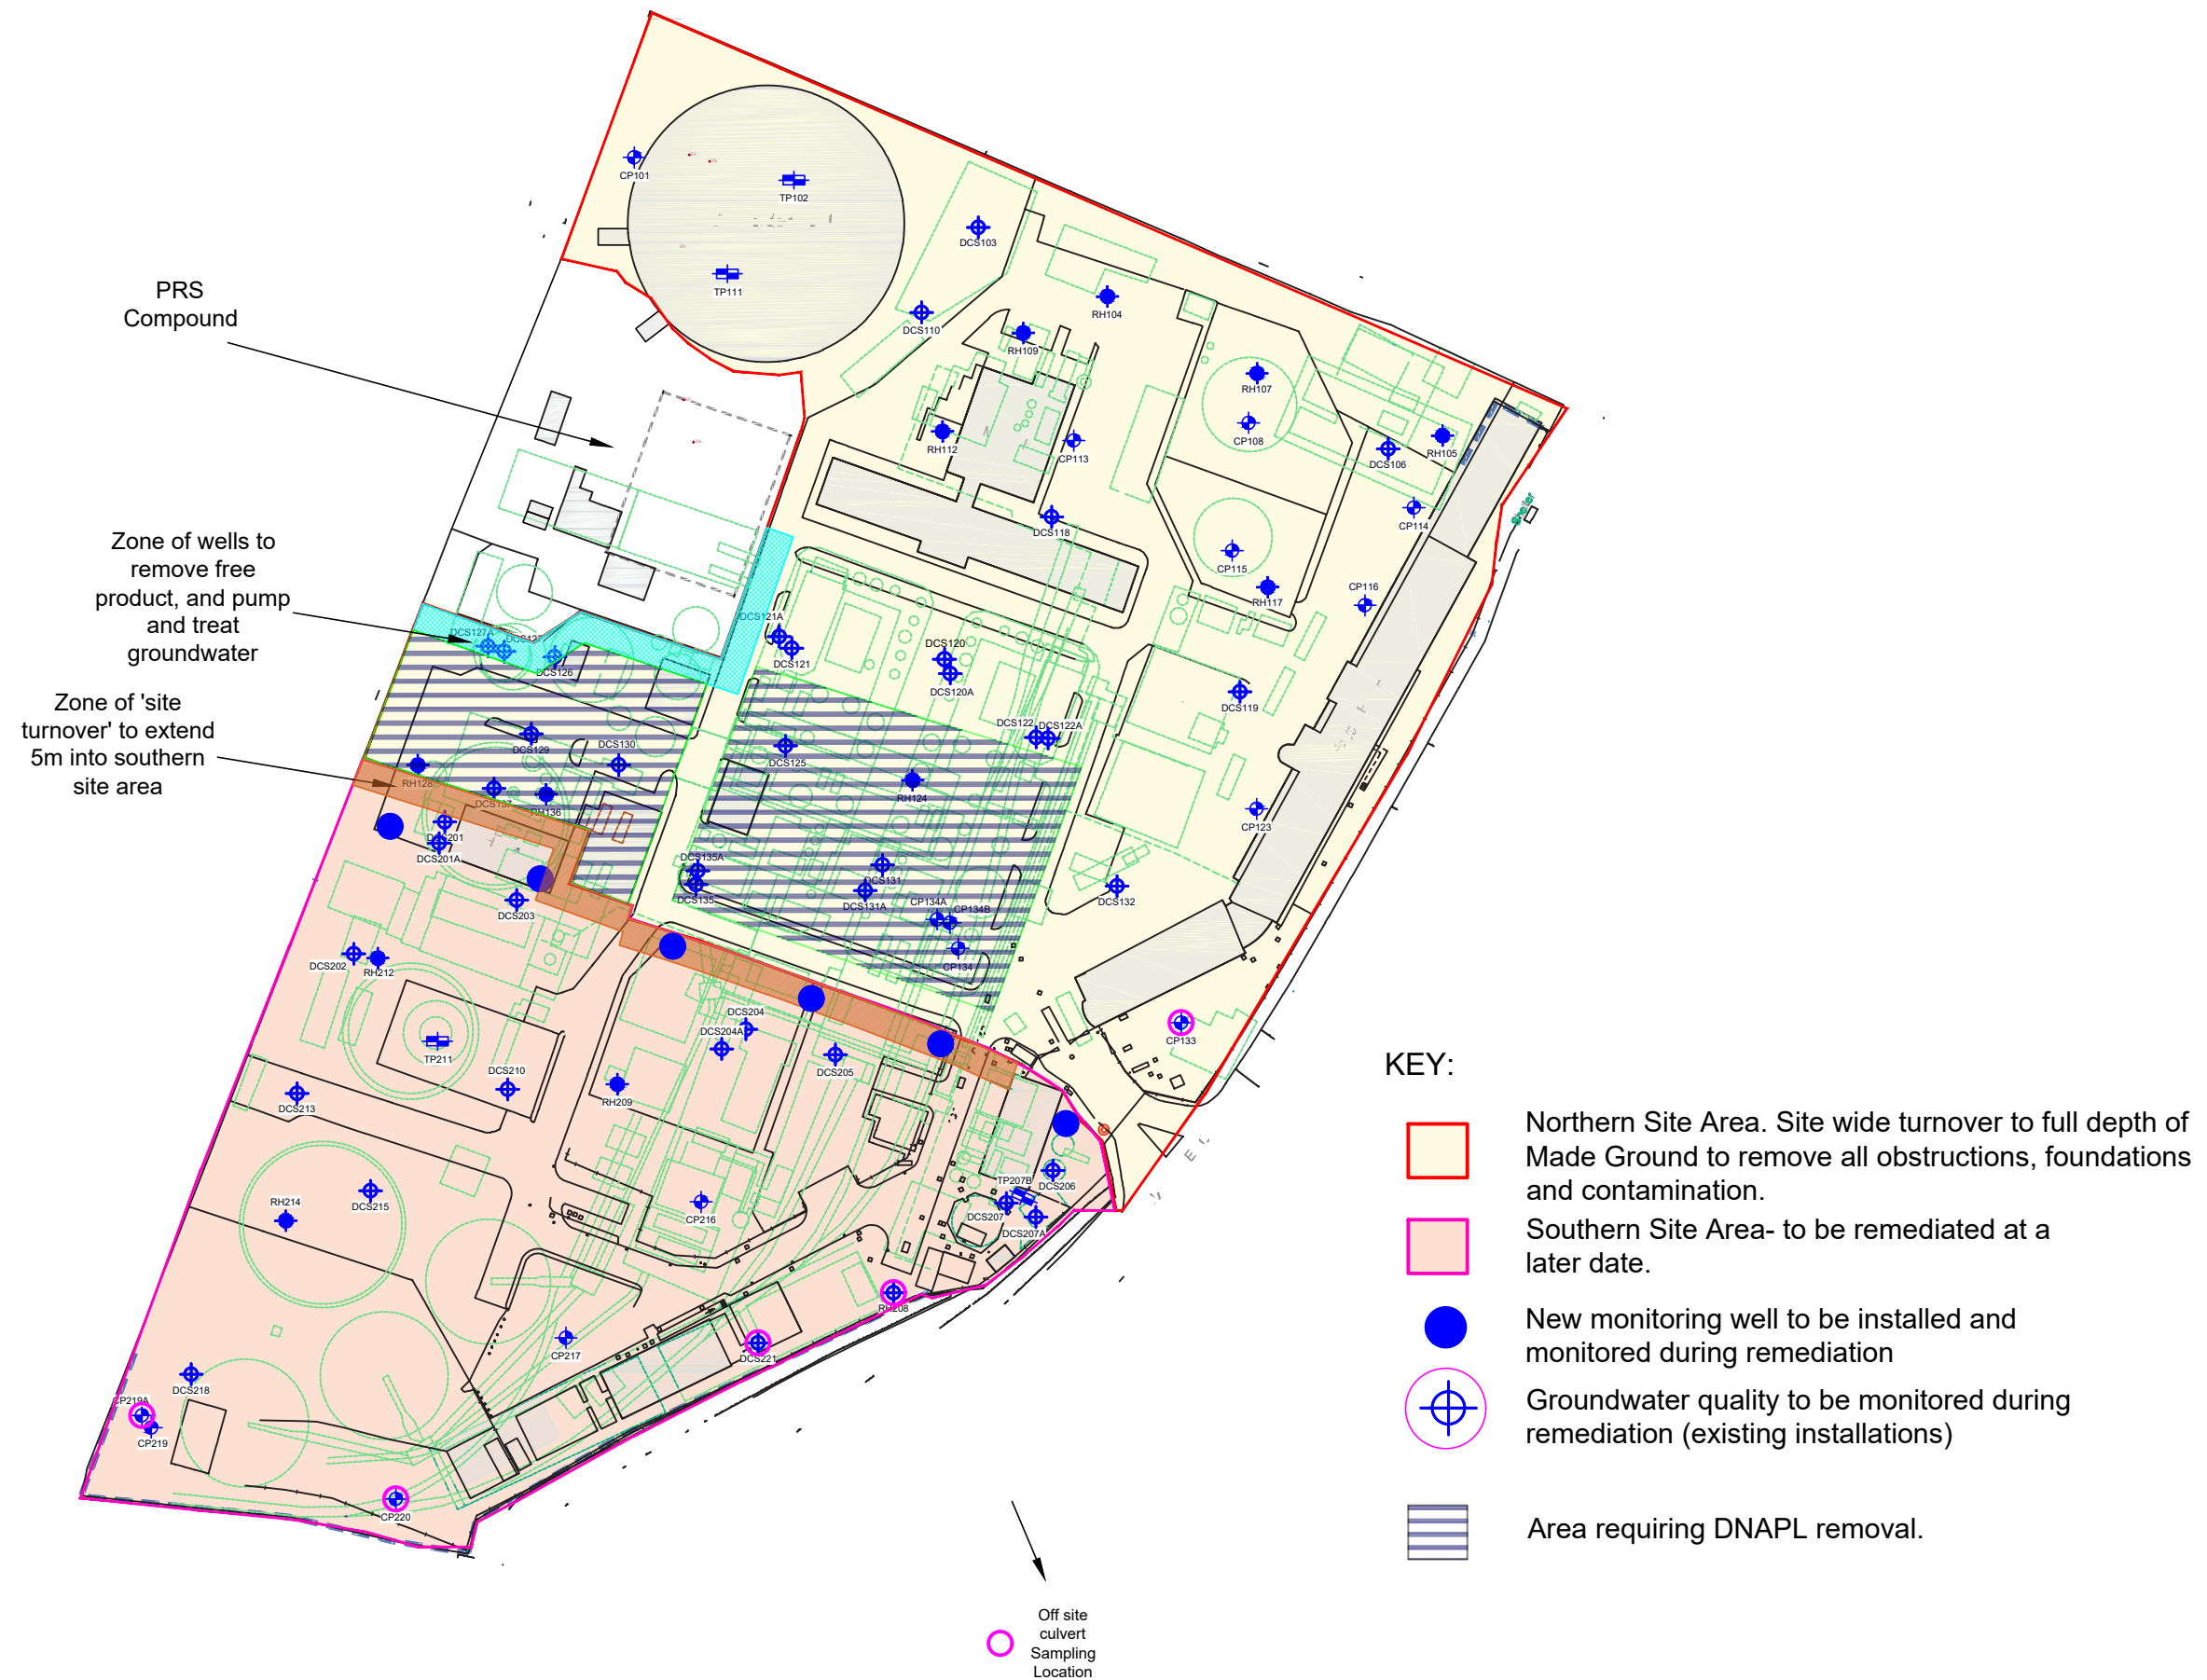 CP101
TP102
DCS103
TP111
PRS
Compound
RH104
DCS110
RH109
RH107
RH112
CP108
CP113
DCS106
RH105
CP114
Shelter
DCS118
Zone of wells to
remove free
product, and pump
and treat
groundwater
CP115
RH117
CP116
DCS121A
DCS127A
DCS127
DCS126
DCS121
DCS120
DCS120A
DCS119
Zone of 'site
turnover' to extend
5m into southern
site area
DCS122
DCS122A
DCS129
DCS130
DCS125
RH128
RH124
DCS137
RH136
CP123
DCS201
DCS201A
DCS135A
DCS135
DCS131
DCS131A
DCS132
CP134A
CP134B
CP134
DCS203
DCS202
RH212
DCS204
DCS204A
CP133
TP211
DCS205
DCS210
RH209
DCS213
KEY:
Northern Site Area. Site wide turnover to full depth of
Made Ground to remove all obstructions, foundations
and contamination.
TP207B
DCS206
DCS207
DCS207A
RH214
DCS215
CP216
Southern Site Area- to be remediated at a
later date.
RH208
New monitoring well to be installed and
monitored during remediation
CP217
DCS221
DCS218
CP219A
CP219
Groundwater quality to be monitored during
remediation (existing installations)
CP220
Area requiring DNAPL removal.
Off site
culvert
Sampling
Location